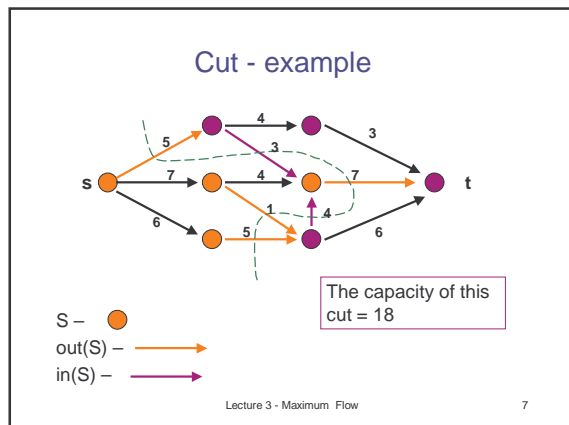 Cut - example
4
5
3
3
s
7
4
7
t
1
4
6
5
6
The capacity of this
cut = 18
S –
out(S) –
in(S) –
Lecture 3 - Maximum Flow
7